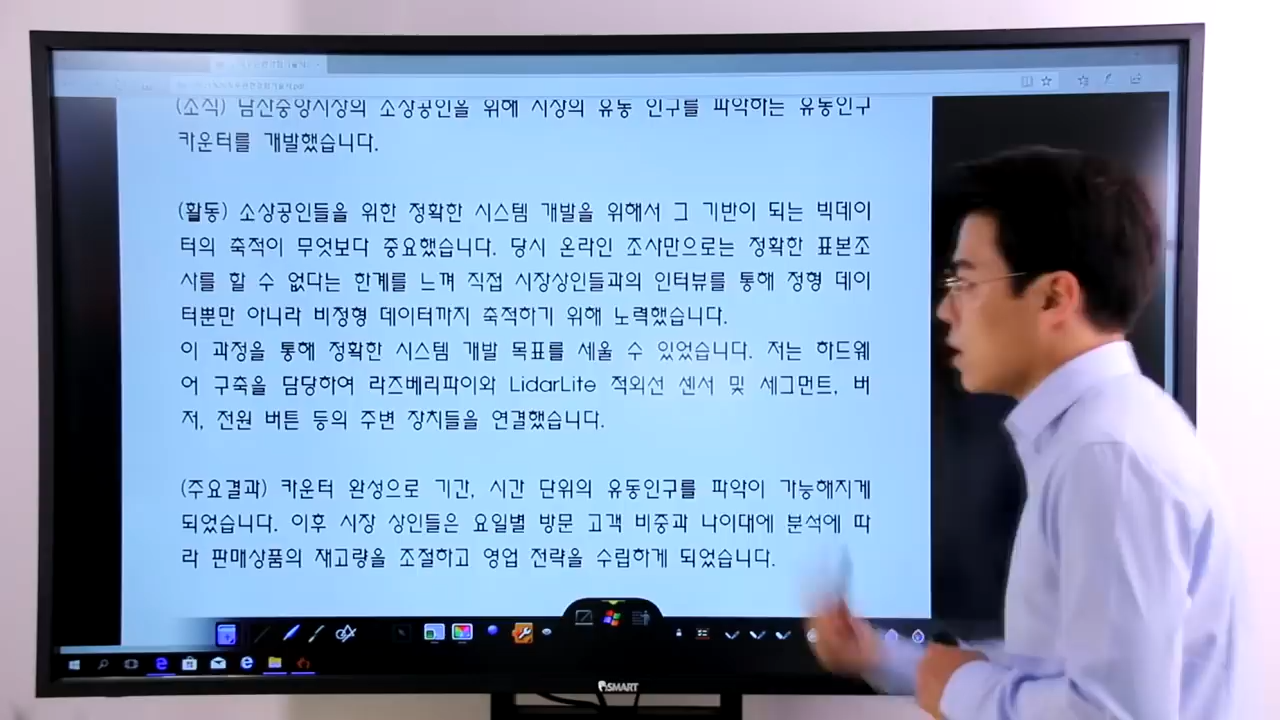 (소식) 남산중앙시장의 소상공인을 위해 시장의 유동 인구를 파악하는 유동인구
카운터를 개발했습니다.
(활동) 소상공인들을 위한 정확한 시스템 개발을 위해서 그 기반이 되는 빅데이
터의 축적이 무엇보다 중요했습니다. 당시 온라인 조사만으로는 정확한 표본조
사를 할 수 없다는 한계를 느껴 직접 시장상인들과의 인터뷰를 통해 정형 데이
터뿐만 아니라 비정형 데이터까지 축적하기 위해 노력했습니다.
이 과정을 통해 정확한 시스템 개발 목표를 세울 수 있었습니다. 저는 하드웨
어 구축을 담당하여 라즈베리파이와 LidarLite 적외선 센서 및 세그먼트, 버
저, 전원 버튼 등의 주변 장치들을 연결했습니다.
(주요결과) 카운터 완성으로 기간, 시간 단위의 유동인구를 파악이 가능해지게
되었습니다. 이후 시장 상인들은 요일별 방문 고객 비중과 나이대에 분석에 따
라 판매상품의 재고량을 조절하고 영업 전략을 수립하게 되었습니다.
SMART